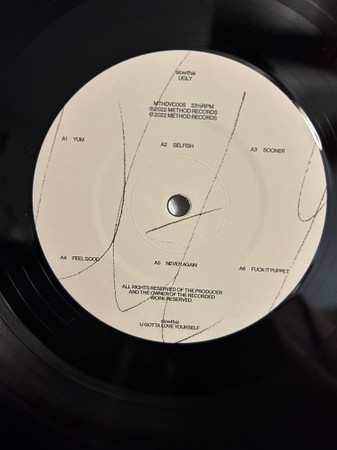 slowthai
UGLY
MTHDVC005 33⅓RPM
℗2022 METHOD RECORDS
©2022 METHOD RECORDS
A1 YUM
A2 SELFISH
A3 SOONER
A4 FEEL GOOD
A5 NEVER AGAIN
A6 FUCK IT PUPPET
ALL RIGHTS RESERVED OF THE PRODUCER
AND THE OWNER OF THE RECORDED
WORK RESERVED.
slowthai
U GOTTA LOVE YOURSELF